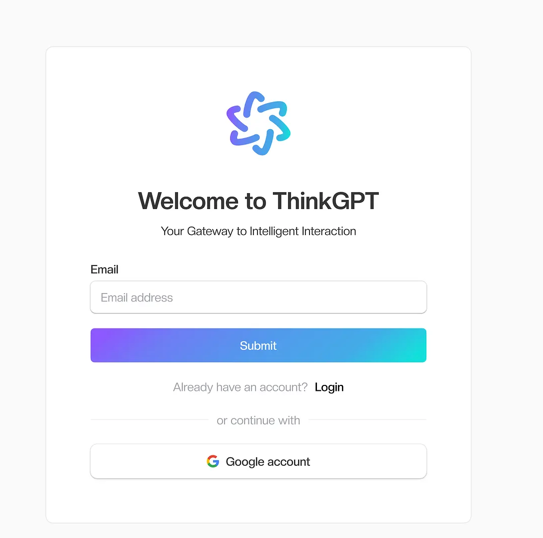 Welcome to ThinkGPT
Your Gateway to Intelligent Interaction
Email
Email address
Submit
Already have an account? Login
or continue with
Google account